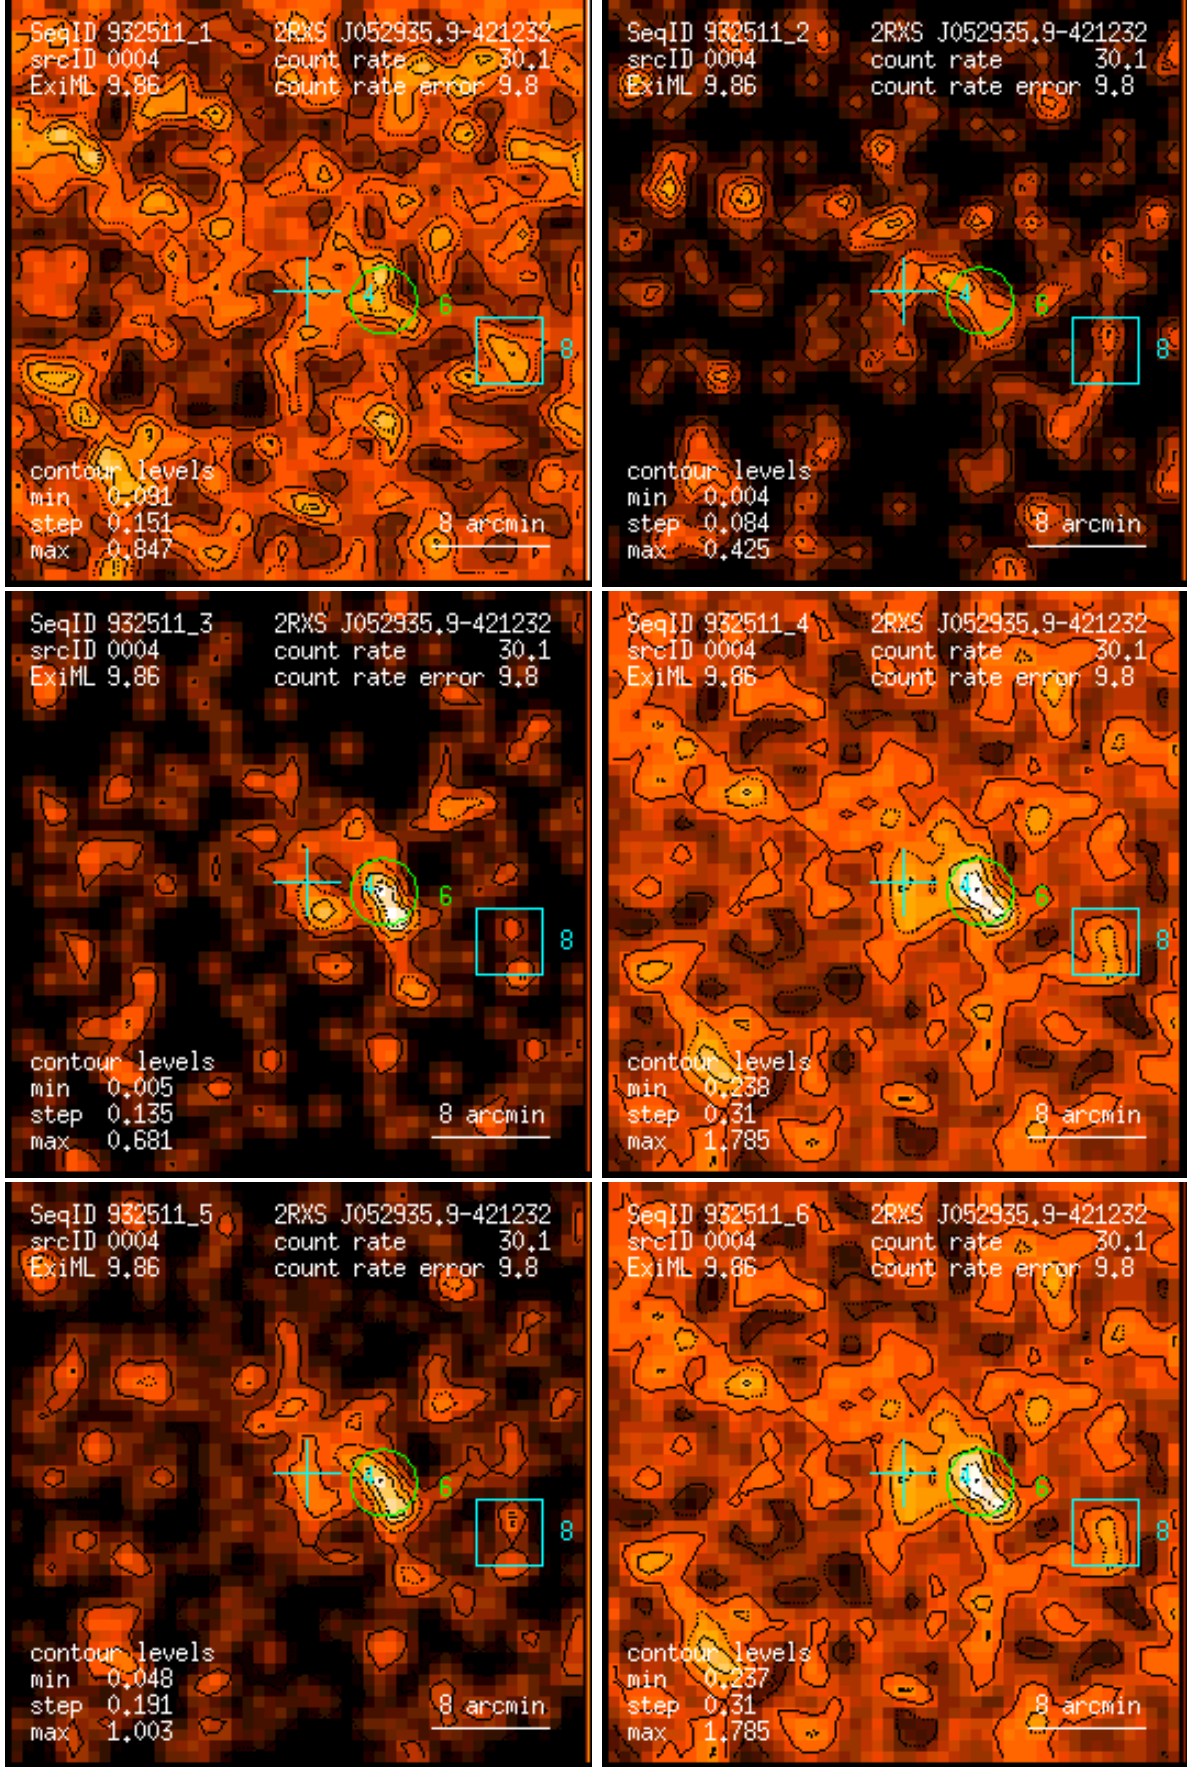 SeqID 932511_1 2RXS J052935.9-421232
srcID 0004 count rate 30.1
ExiML 9.86 count rate error 9.8
4
6
8
contour levels
min 0.091
step 0.151 8 arcmin
max 0.847
SeqID 932511_2 2RXS J052935.9-421232
srcID 0004 count rate 30.1
ExiML 9.86 count rate error 9.8
4
6
8
contour levels
min 0.004
step 0.084 8 arcmin
max 0.425
SeqID 932511_3 2RXS J052935.9-421232
srcID 0004 count rate 30.1
ExiML 9.86 count rate error 9.8
4
6
8
contour levels
min 0.005
step 0.135 8 arcmin
max 0.681
SeqID 932511_4 2RXS J052935.9-421232
srcID 0004 count rate 30.1
ExiML 9.86 count rate error 9.8
4
6
8
contour levels
min 0.238
step 0.31 8 arcmin
max 1.785
SeqID 932511_5 2RXS J052935.9-421232
srcID 0004 count rate 30.1
ExiML 9.86 count rate error 9.8
4
6
8
contour levels
min 0.048
step 0.191 8 arcmin
max 1.003
SeqID 932511_6 2RXS J052935.9-421232
srcID 0004 count rate 30.1
ExiML 9.86 count rate error 9.8
4
6
8
contour levels
min 0.237
step 0.31 8 arcmin
max 1.785